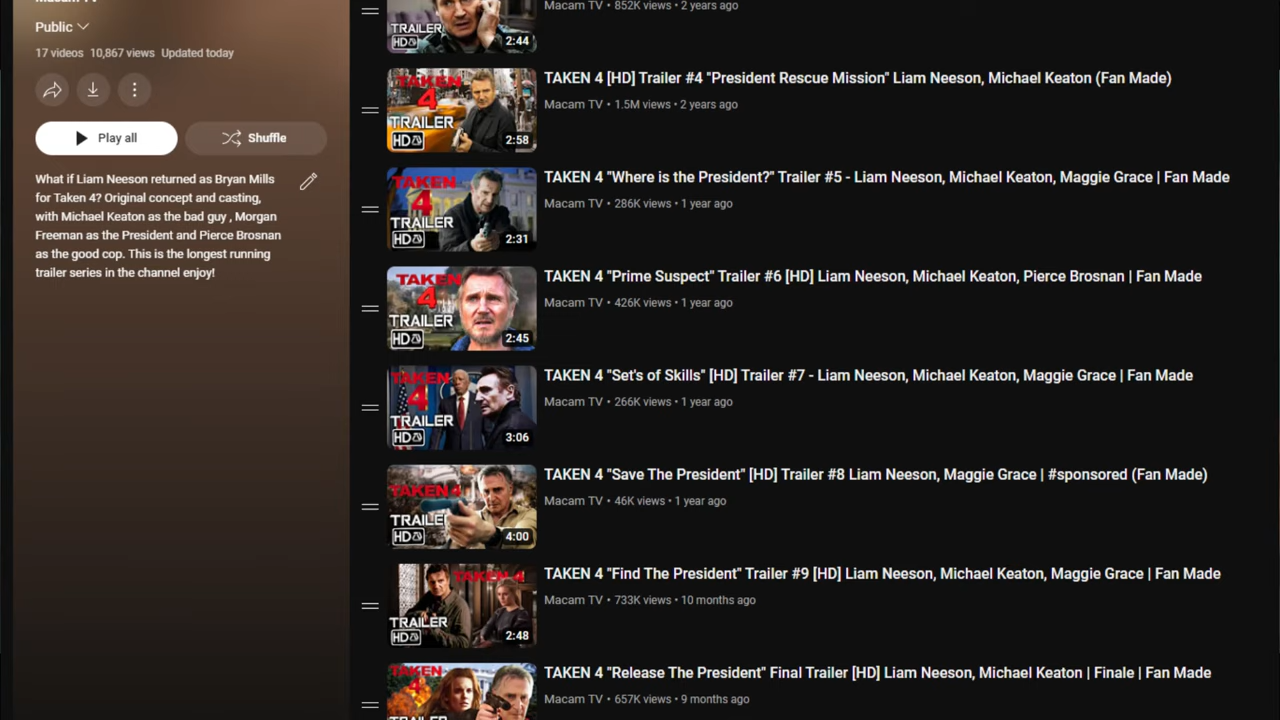 Macam TV
Public
17 videos 10,867 views Updated today
Play all
Shuffle
What if Liam Neeson returned as Bryan Mills
for Taken 4? Original concept and casting,
with Michael Keaton as the bad guy , Morgan
Freeman as the President and Pierce Brosnan
as the good cop. This is the longest running
trailer series in the channel enjoy!
TRAILER
HD
2:44
Macam TV • 852K views • 2 years ago
TAKEN
4
TRAILER
HD
2:58
TAKEN 4 [HD] Trailer #4 "President Rescue Mission" Liam Neeson, Michael Keaton (Fan Made)
Macam TV • 1.5M views • 2 years ago
TAKEN
4
TRAILER
HD
2:31
TAKEN 4 "Where is the President?" Trailer #5 - Liam Neeson, Michael Keaton, Maggie Grace | Fan Made
Macam TV • 286K views • 1 year ago
TAKEN
4
TRAILER
HD
2:45
TAKEN 4 "Prime Suspect" Trailer #6 [HD] Liam Neeson, Michael Keaton, Pierce Brosnan | Fan Made
Macam TV • 426K views • 1 year ago
TAKEN
4
TRAILER
HD
3:06
TAKEN 4 "Set's of Skills" [HD] Trailer #7 - Liam Neeson, Michael Keaton, Maggie Grace | Fan Made
Macam TV • 266K views • 1 year ago
TAKEN 4
TRAILE
HD
4:00
TAKEN 4 "Save The President" [HD] Trailer #8 Liam Neeson, Maggie Grace | #sponsored (Fan Made)
Macam TV • 46K views • 1 year ago
TAKEN 4
TRAILER
HD
2:48
TAKEN 4 "Find The President" Trailer #9 [HD] Liam Neeson, Michael Keaton, Maggie Grace | Fan Made
Macam TV • 733K views • 10 months ago
TAKEN
4
TRAILER
TAKEN 4 "Release The President" Final Trailer [HD] Liam Neeson, Michael Keaton | Finale | Fan Made
Macam TV • 657K views • 9 months ago